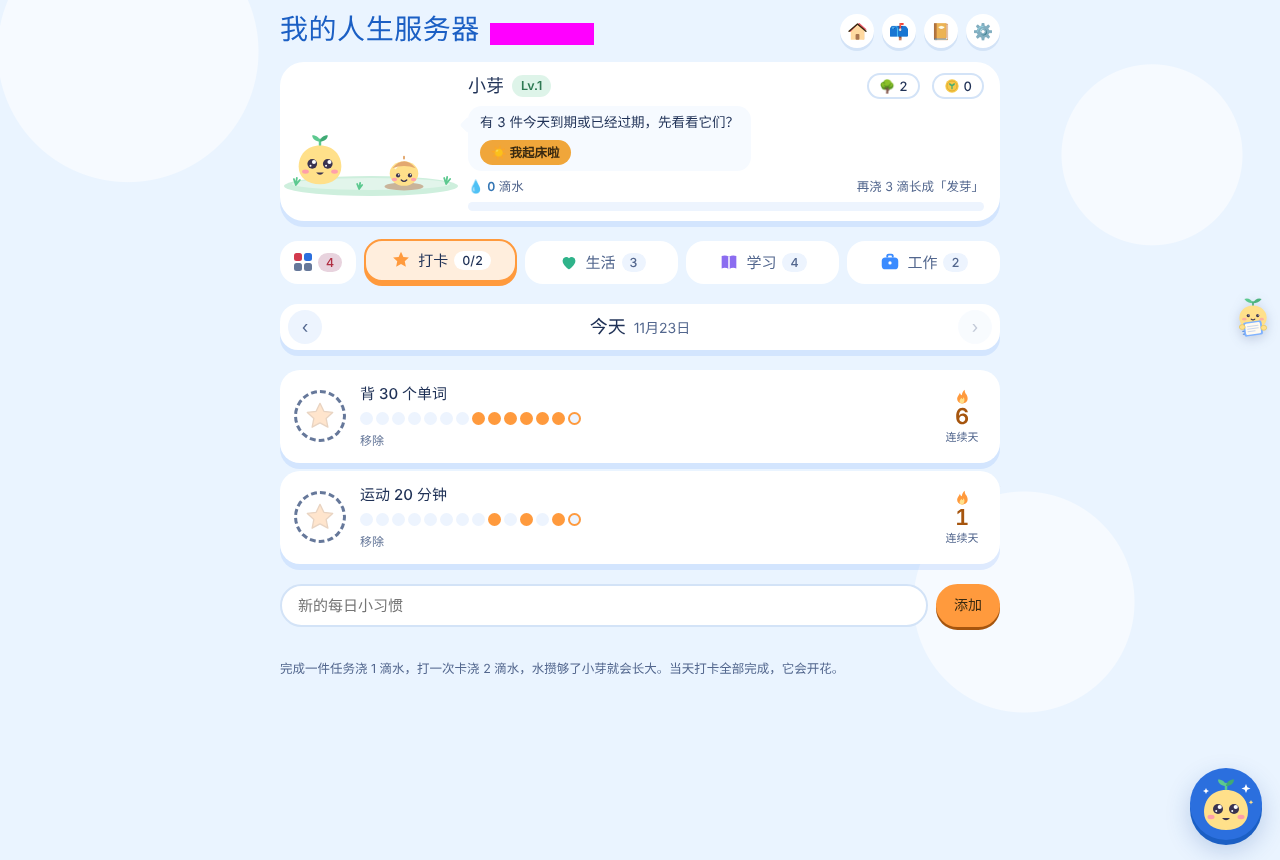 我的人生服务器
小芽 Lv.1 2 0
有 3 件今天到期或已经过期，先看看它们?
我起床啦
0 滴水 再浇 3 滴长成「发芽」
4 打卡 0/2 生活 3 学习 4 工作 2
‹ 今天 11月23日 ›
背 30 个单词
移除
6
连续天
运动 20 分钟
移除
1
连续天
新的每日小习惯 添加
完成一件任务浇 1 滴水，打一次卡浇 2 滴水，水攒够了小芽就会长大。当天打卡全部完成，它会开花。